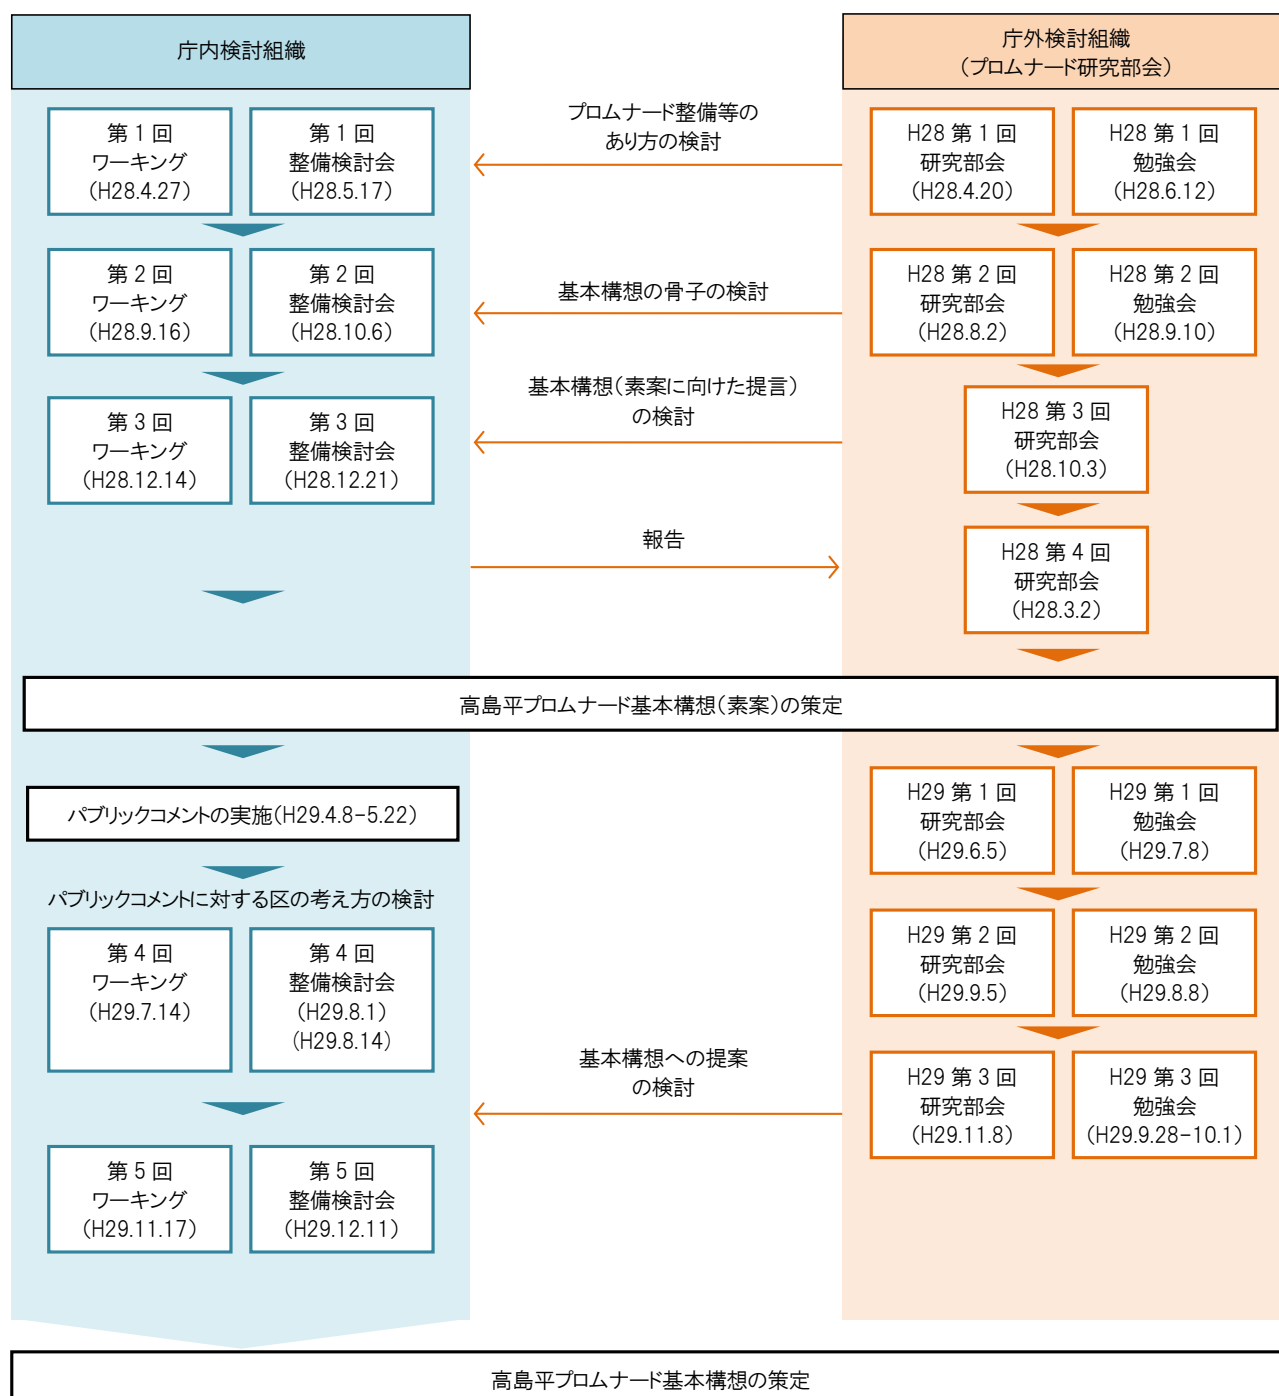 庁内検討組織
庁外検討組織
（プロムナード研究部会）
第１回
ワーキング
（H28.4.27）
第１回
整備検討会
（H28.5.17）
プロムナード整備等の
あり方の検討
H28 第１回
研究部会
（H28.4.20）
H28 第１回
勉強会
（H28.6.12）
第２回
ワーキング
（H28.9.16）
第２回
整備検討会
（H28.10.6）
基本構想の骨子の検討
H28 第２回
研究部会
（H28.8.2）
H28 第２回
勉強会
（H28.9.10）
第３回
ワーキング
（H28.12.14）
第３回
整備検討会
（H28.12.21）
基本構想（素案に向けた提言）
の検討
H28 第３回
研究部会
（H28.10.3）
報告
H28 第４回
研究部会
（H28.3.2）
高島平プロムナード基本構想（素案）の策定
パブリックコメントの実施（H29.4.8-5.22）
H29 第１回
研究部会
（H29.6.5）
H29 第１回
勉強会
（H29.7.8）
パブリックコメントに対する区の考え方の検討
第４回
ワーキング
（H29.7.14）
第４回
整備検討会
（H29.8.1）
（H29.8.14）
H29 第２回
研究部会
（H29.9.5）
H29 第２回
勉強会
（H29.8.8）
基本構想への提案
の検討
H29 第３回
研究部会
（H29.11.8）
H29 第３回
勉強会
（H29.9.28-10.1）
第５回
ワーキング
（H29.11.17）
第５回
整備検討会
（H29.12.11）
高島平プロムナード基本構想の策定